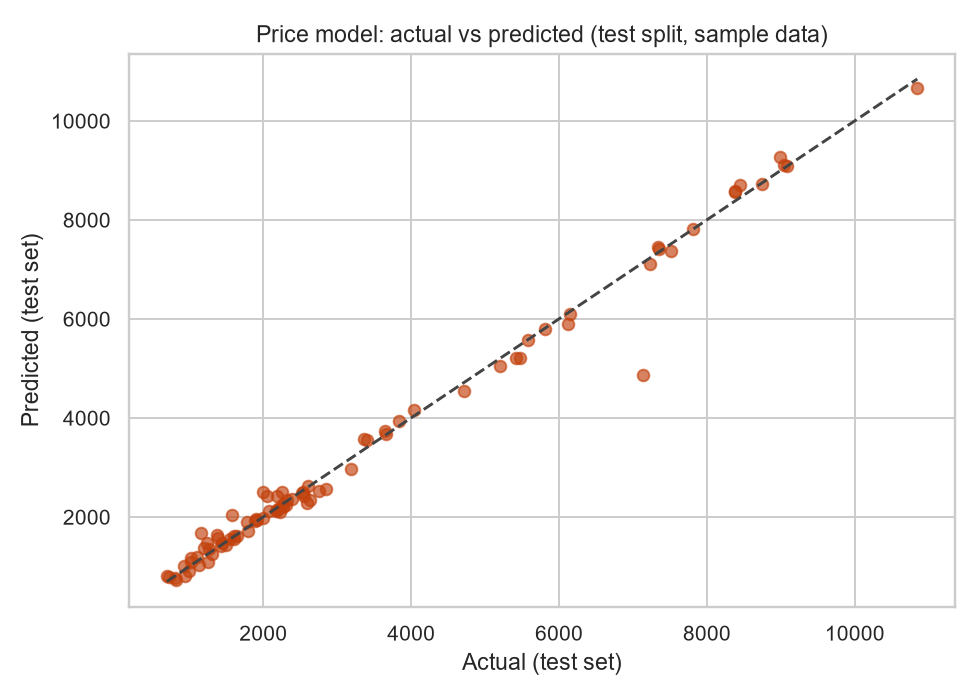 Price model: actual vs predicted (test split, sample data)
Predicted (test set)
10000
8000
6000
4000
2000
2000 4000 6000 8000 10000
Actual (test set)